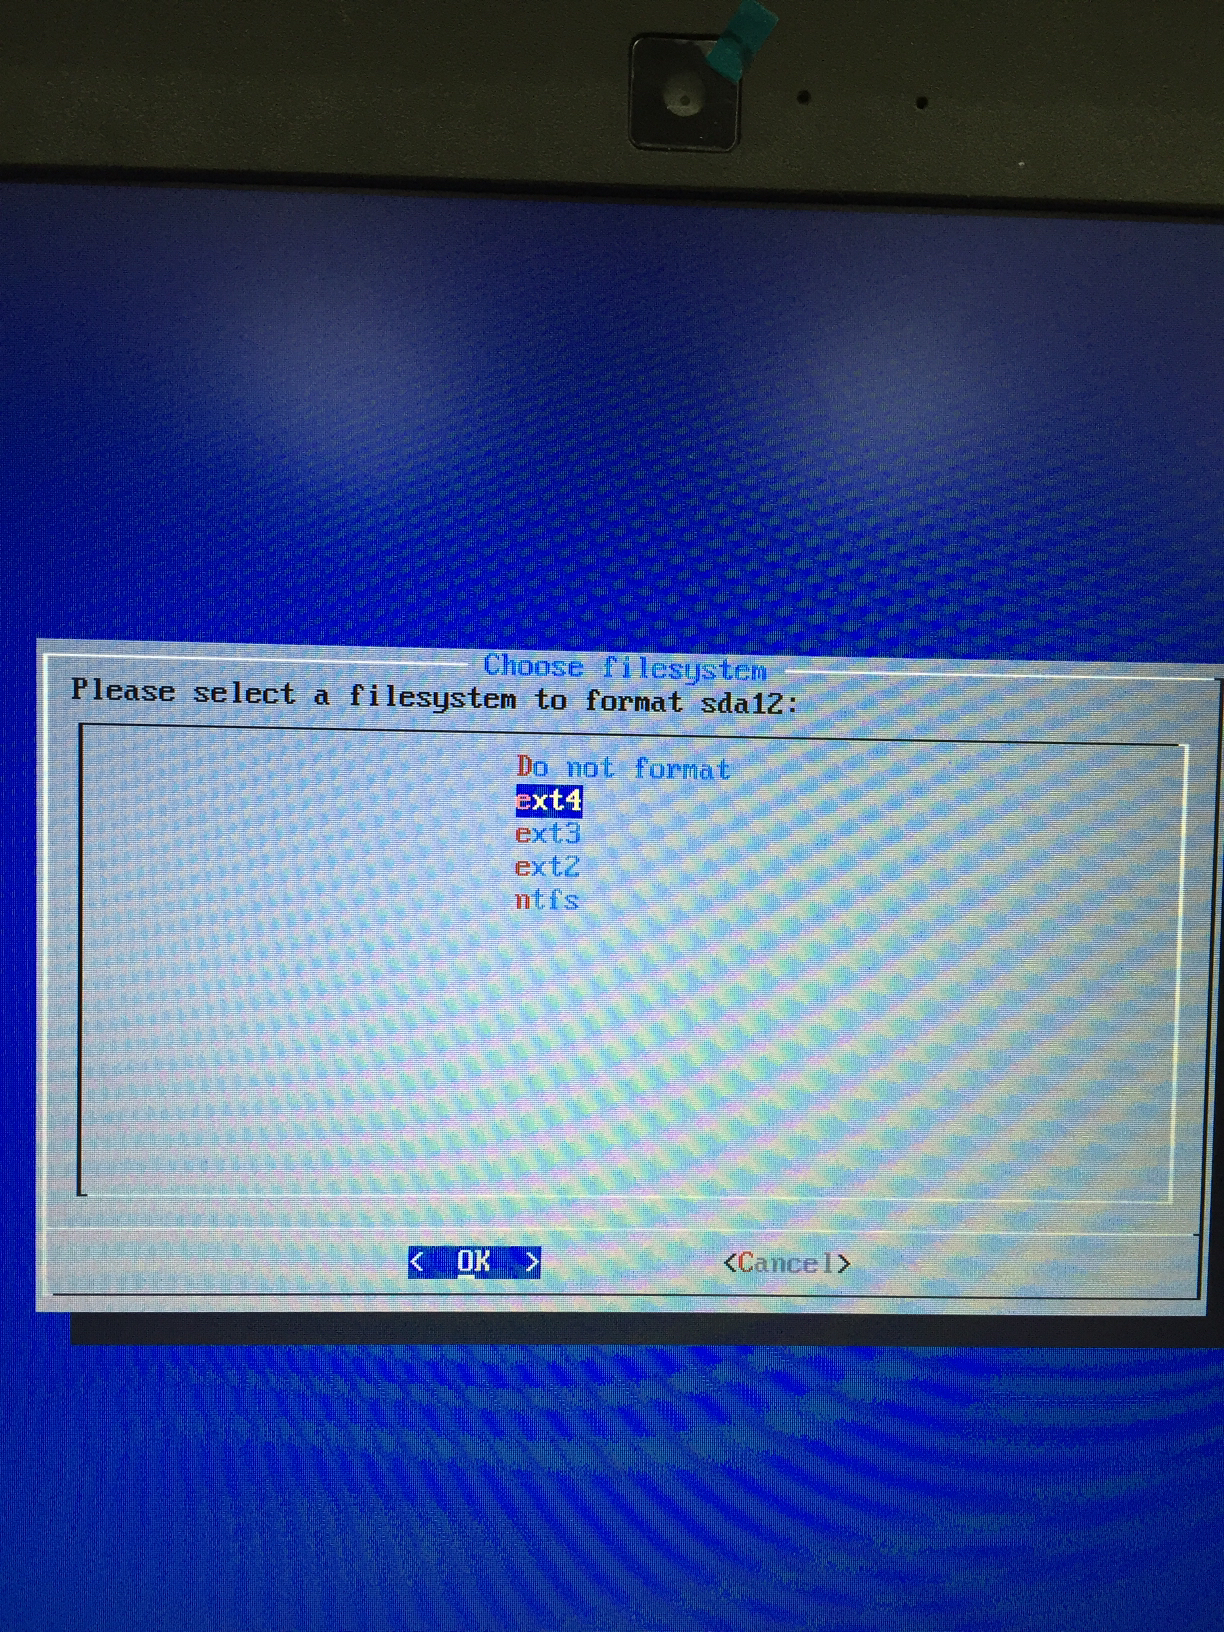 Choose filesystem
Please select a filesystem to format sda12:
Do not format
ext4
ext3
ext2
ntfs
< OK > <Cancel>